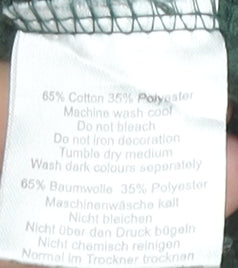 65% Cotton 35% Polyester
Machine wash cool
Do not bleach
Do not iron decoration
Tumble dry medium
Wash dark colours seperately
65% Baumwolle 35% Polyester
Maschinenwäsche kalt
Nicht bleichen
Nicht über den Druck bügeln
Nicht chemisch reinigen
Normal im Trockner trocknen